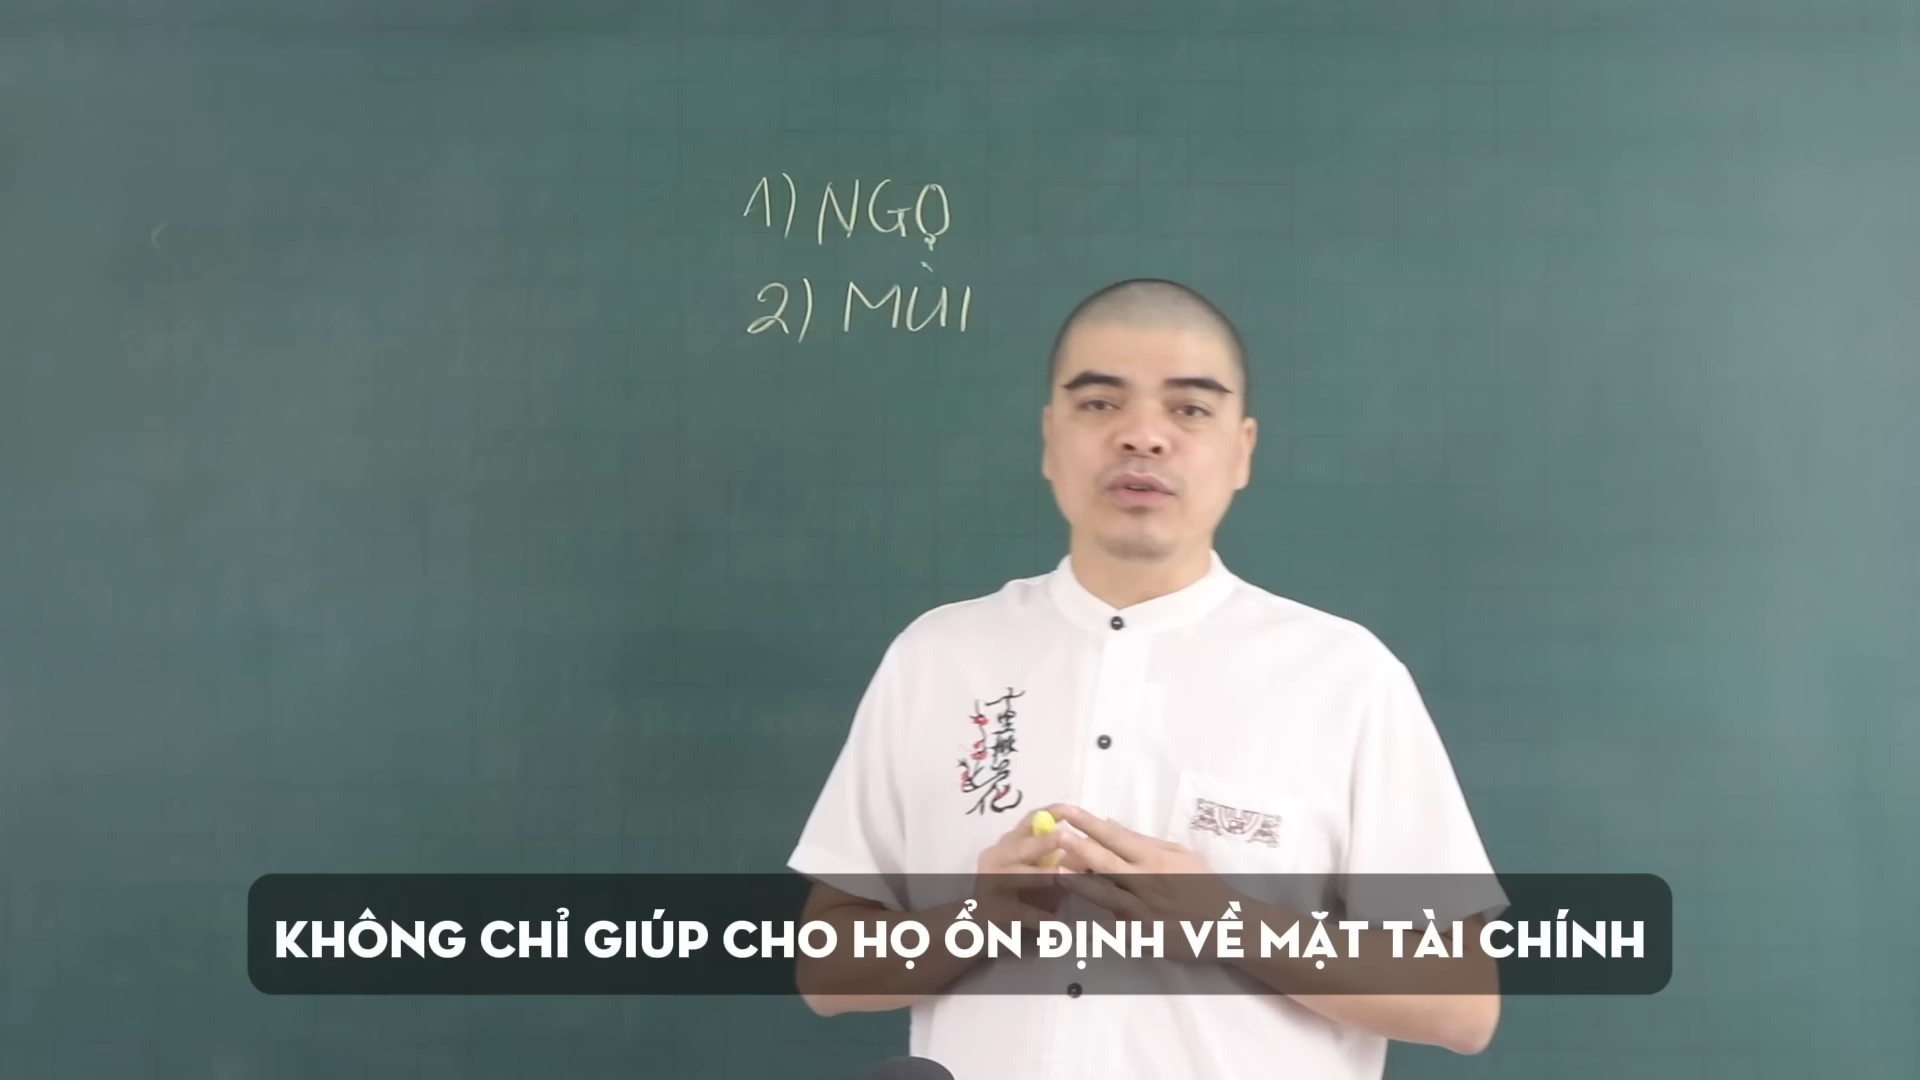 1) NGỌ
2) MÙI
KHÔNG CHỈ GIÚP CHO HỌ ỔN ĐỊNH VỀ MẶT TÀI CHÍNH